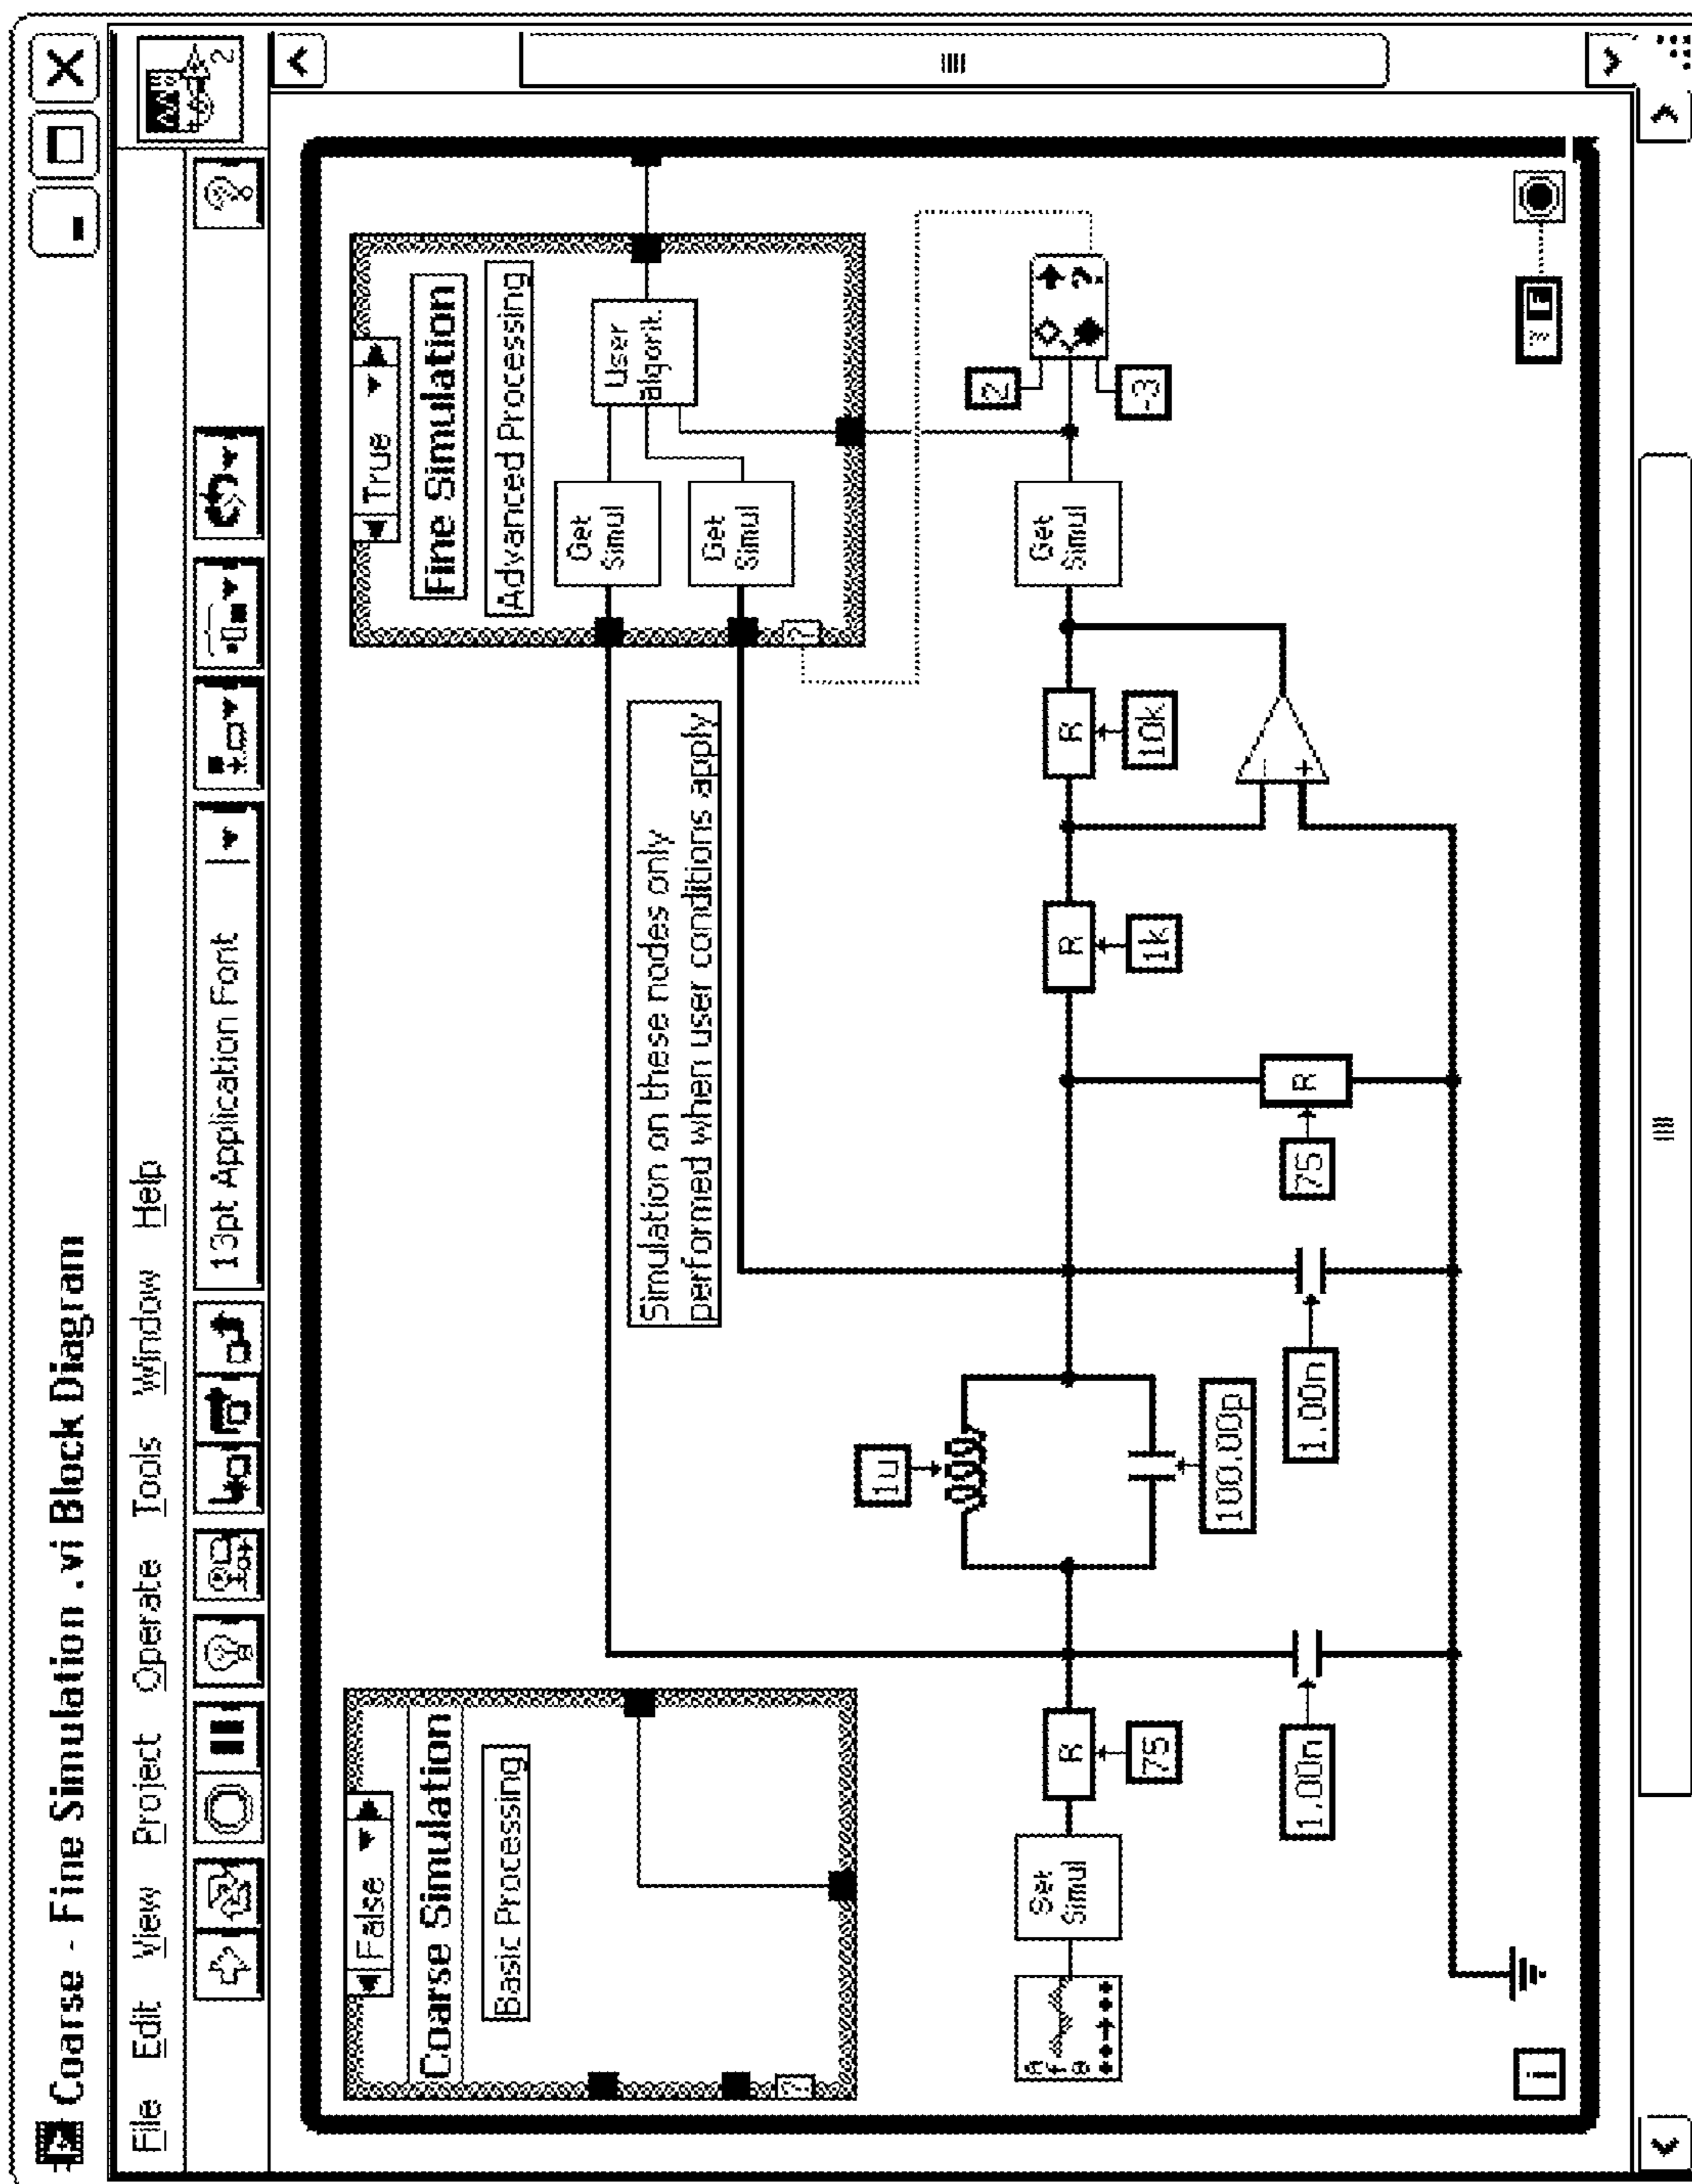 Coarse - Fine Simulation .vi Block Diagram
File Edit View Project Operate Tools Window Help
13pt Application Font
2
False
Coarse Simulation
Basic Processing
True
Fine Simulation
Advanced Processing
Get
Simul
Get
Simul
User
algorit.
?
?
Simulation on these nodes only
performed when user conditions apply
1u
100.00p
Set
Simul
R
75
1.00n
1.00n
75
R
R
1k
R
10k
- +
Get
Simul
2
-3
?
i